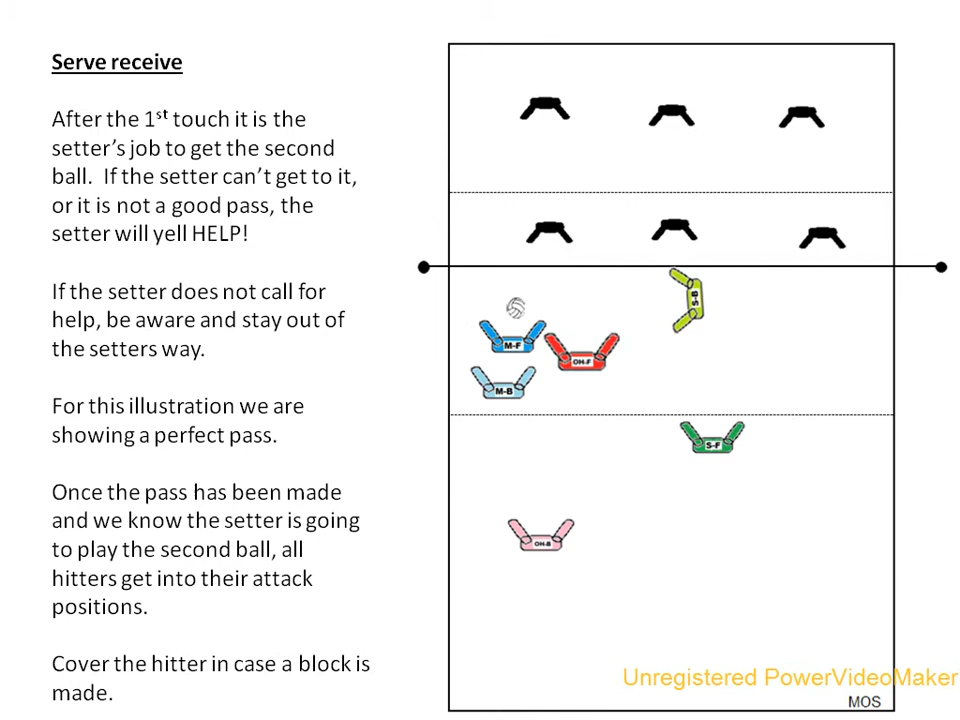 Serve receive
After the 1st touch it is the
setter's job to get the second
ball.  If the setter can't get to it,
or it is not a good pass, the
setter will yell HELP!
If the setter does not call for
help, be aware and stay out of
the setters way.
For this illustration we are
showing a perfect pass.
Once the pass has been made
and we know the setter is going
to play the second ball, all
hitters get into their attack
positions.
Cover the hitter in case a block is
made.
S-B
M-F
OH-F
M-B
S-F
OH-B
Unregistered PowerVideoMaker
MOS